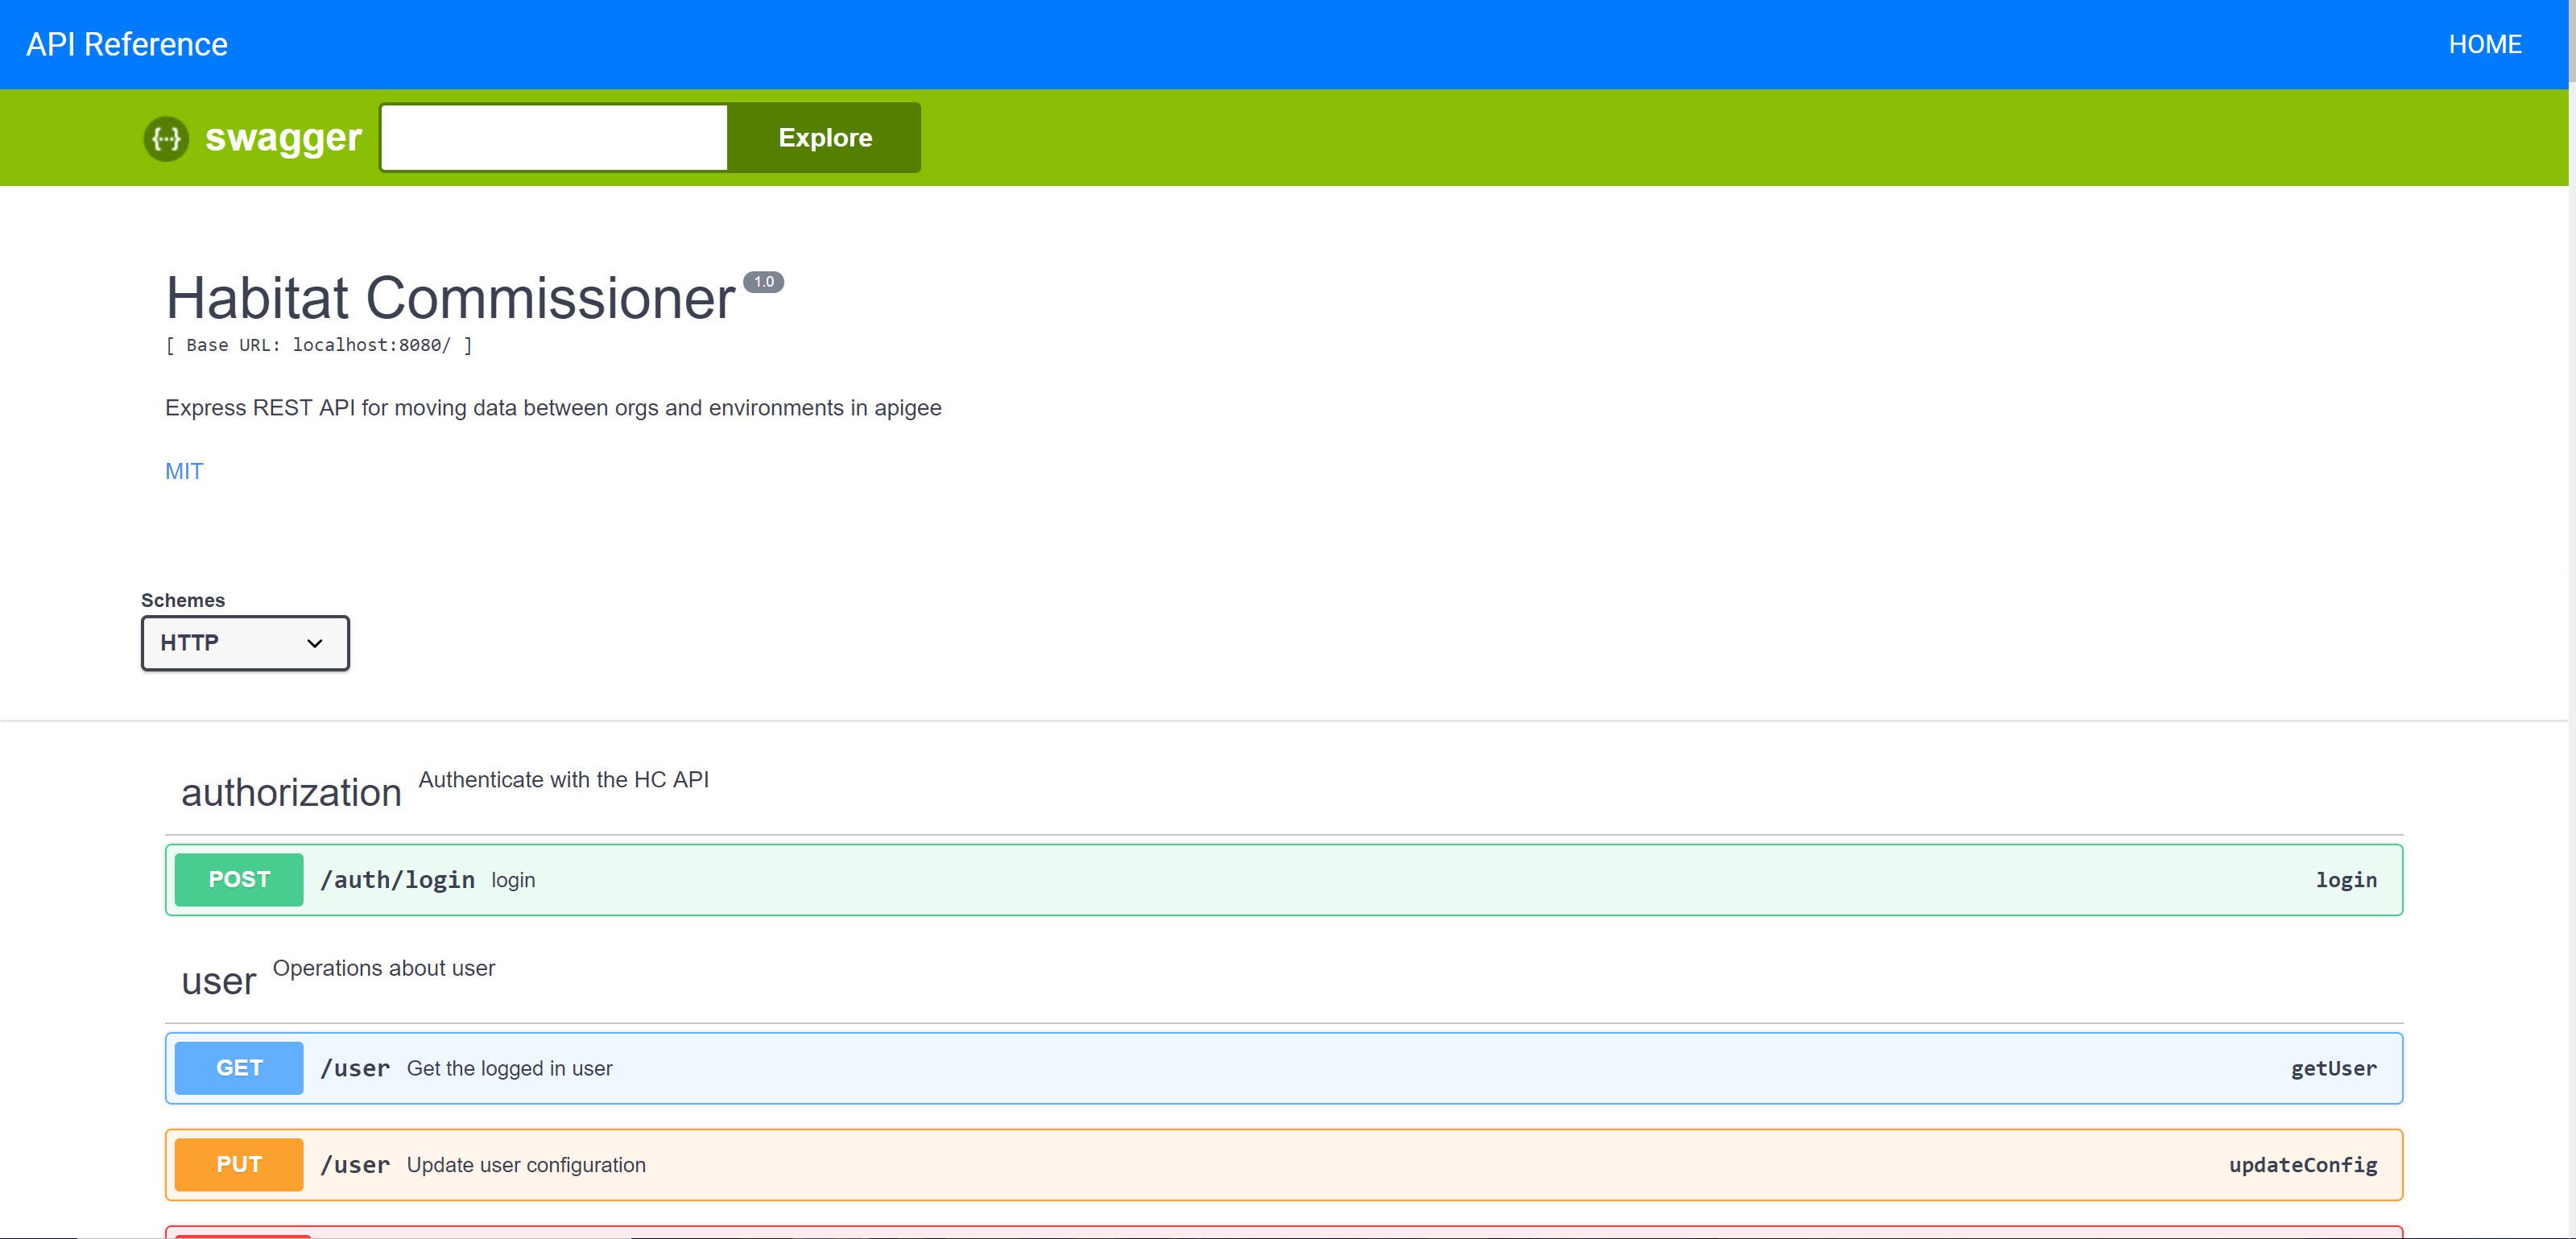 API Reference
HOME
{···} swagger
Explore
Habitat Commissioner 1.0
[ Base URL: localhost:8080/ ]
Express REST API for moving data between orgs and environments in apigee
MIT
Schemes
HTTP
authorization Authenticate with the HC API
POST /auth/login login login
user Operations about user
GET /user Get the logged in user getUser
PUT /user Update user configuration updateConfig